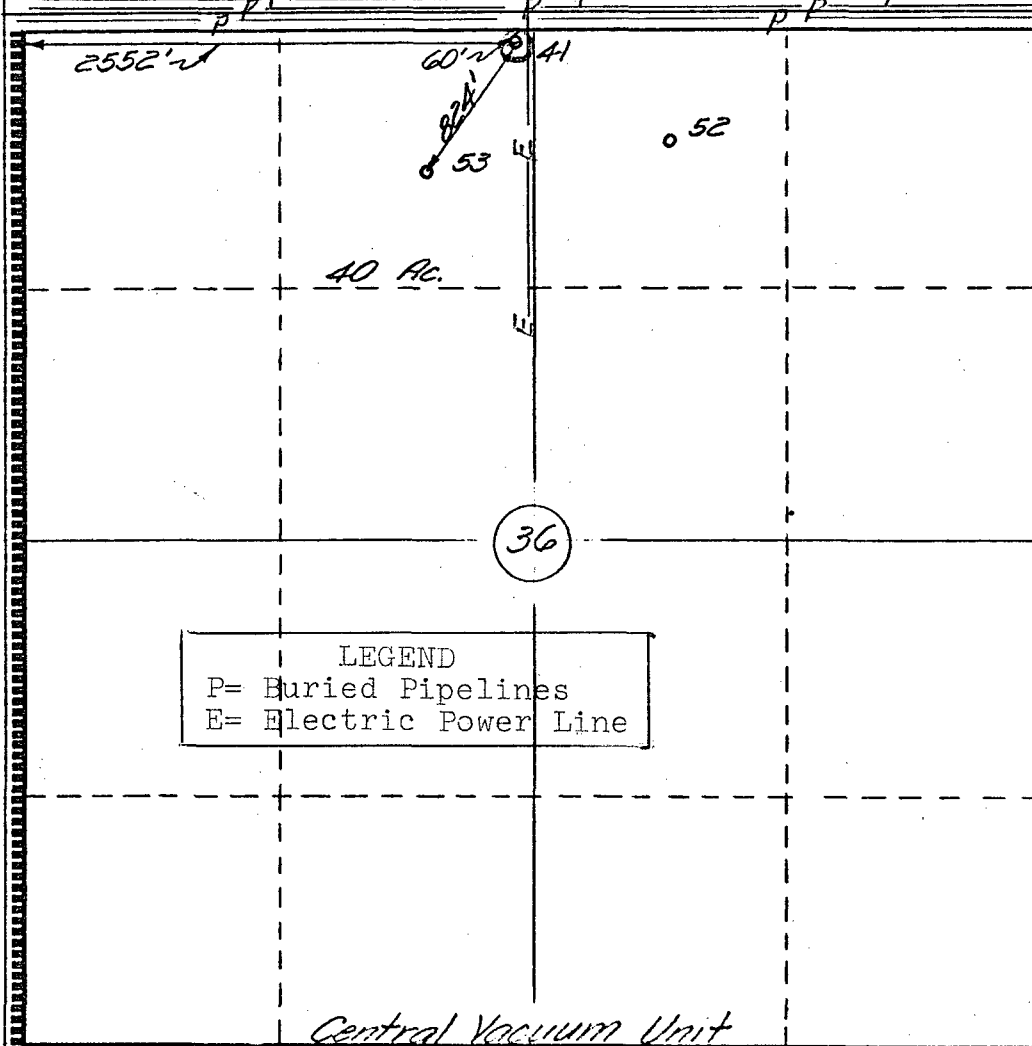 P P P P P P P
2552' 60' 41
824'
52
53
E
40 Ac.
E
36
LEGEND
P= Buried Pipelines
E= Electric Power Line
Central Vacuum Unit